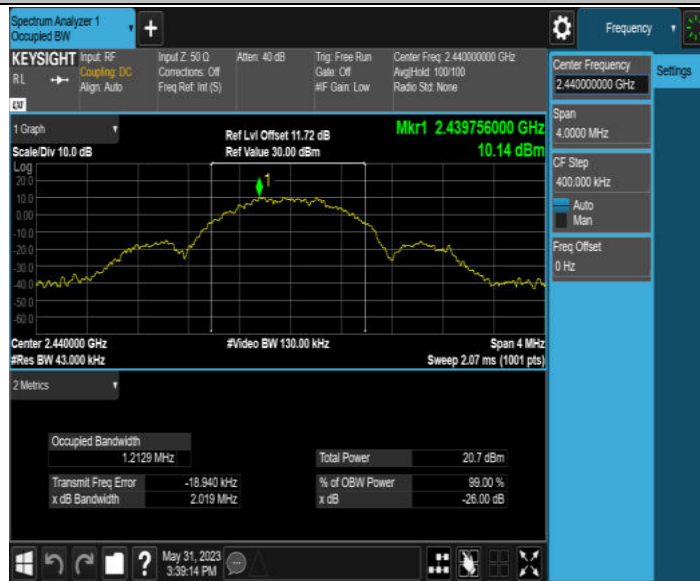 Spectrum Analyzer 1
Occupied BW
+
Frequency
KEYSIGHT
RL
LXI
Input: RF
Coupling: DC
Align: Auto
Input Z: 50 Ω
Corrections: Off
Freq Ref: Int (S)
Atten: 40 dB
Trig: Free Run
Gate: Off
#IF Gain: Low
Center Freq: 2.440000000 GHz
Avg|Hold: 100/100
Radio Std: None
Center Frequency
2.440000000 GHz
Settings
Span
4.0000 MHz
CF Step
400.000 kHz
Auto
Man
Freq Offset
0 Hz
1 Graph
Scale/Div 10.0 dB
Ref Lvl Offset 11.72 dB
Ref Value 30.00 dBm
Mkr1 2.439756000 GHz
10.14 dBm
Log
20.0
10.0
0.00
-10.0
-20.0
-30.0
-40.0
-50.0
-60.0
1
Center 2.440000 GHz
#Video BW 130.00 kHz
Span 4 MHz
#Res BW 43.000 kHz
Sweep 2.07 ms (1001 pts)
2 Metrics
Occupied Bandwidth
1.2129 MHz
Total Power 20.7 dBm
Transmit Freq Error -18.940 kHz
% of OBW Power 99.00 %
x dB Bandwidth 2.019 MHz
x dB -26.00 dB
?
May 31, 2023
3:39:14 PM